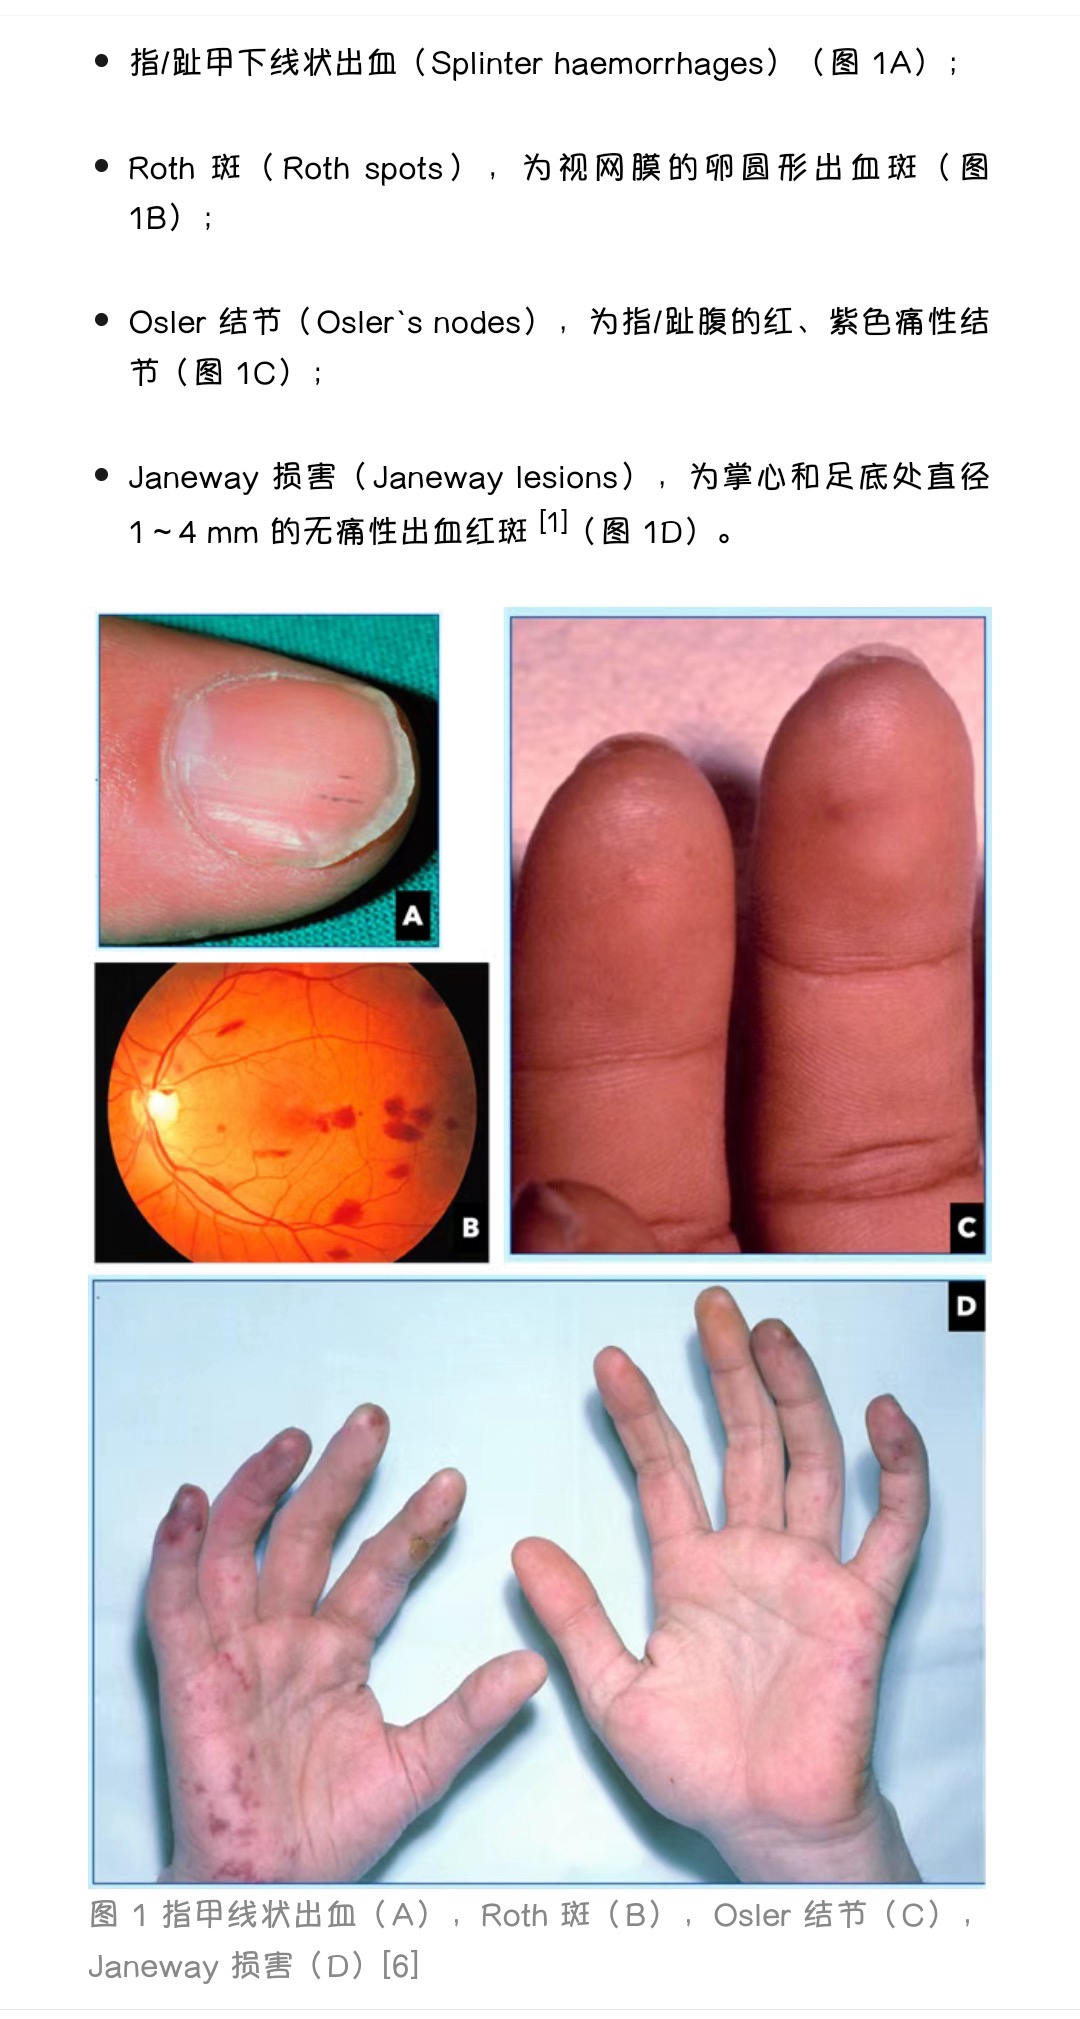 • 指/趾甲下线状出血（Splinter haemorrhages）（图 1A）；
• Roth 斑（Roth spots），为视网膜的卵圆形出血斑（图
1B）；
• Osler 结节（Osler`s nodes），为指/趾腹的红、紫色痛性结
节（图 1C）；
• Janeway 损害（Janeway lesions），为掌心和足底处直径
1~4 mm 的无痛性出血红斑 [1]（图 1D）。
A
B
C
D
图 1 指甲线状出血（A），Roth 斑（B），Osler 结节（C），
Janeway 损害（D）[6]